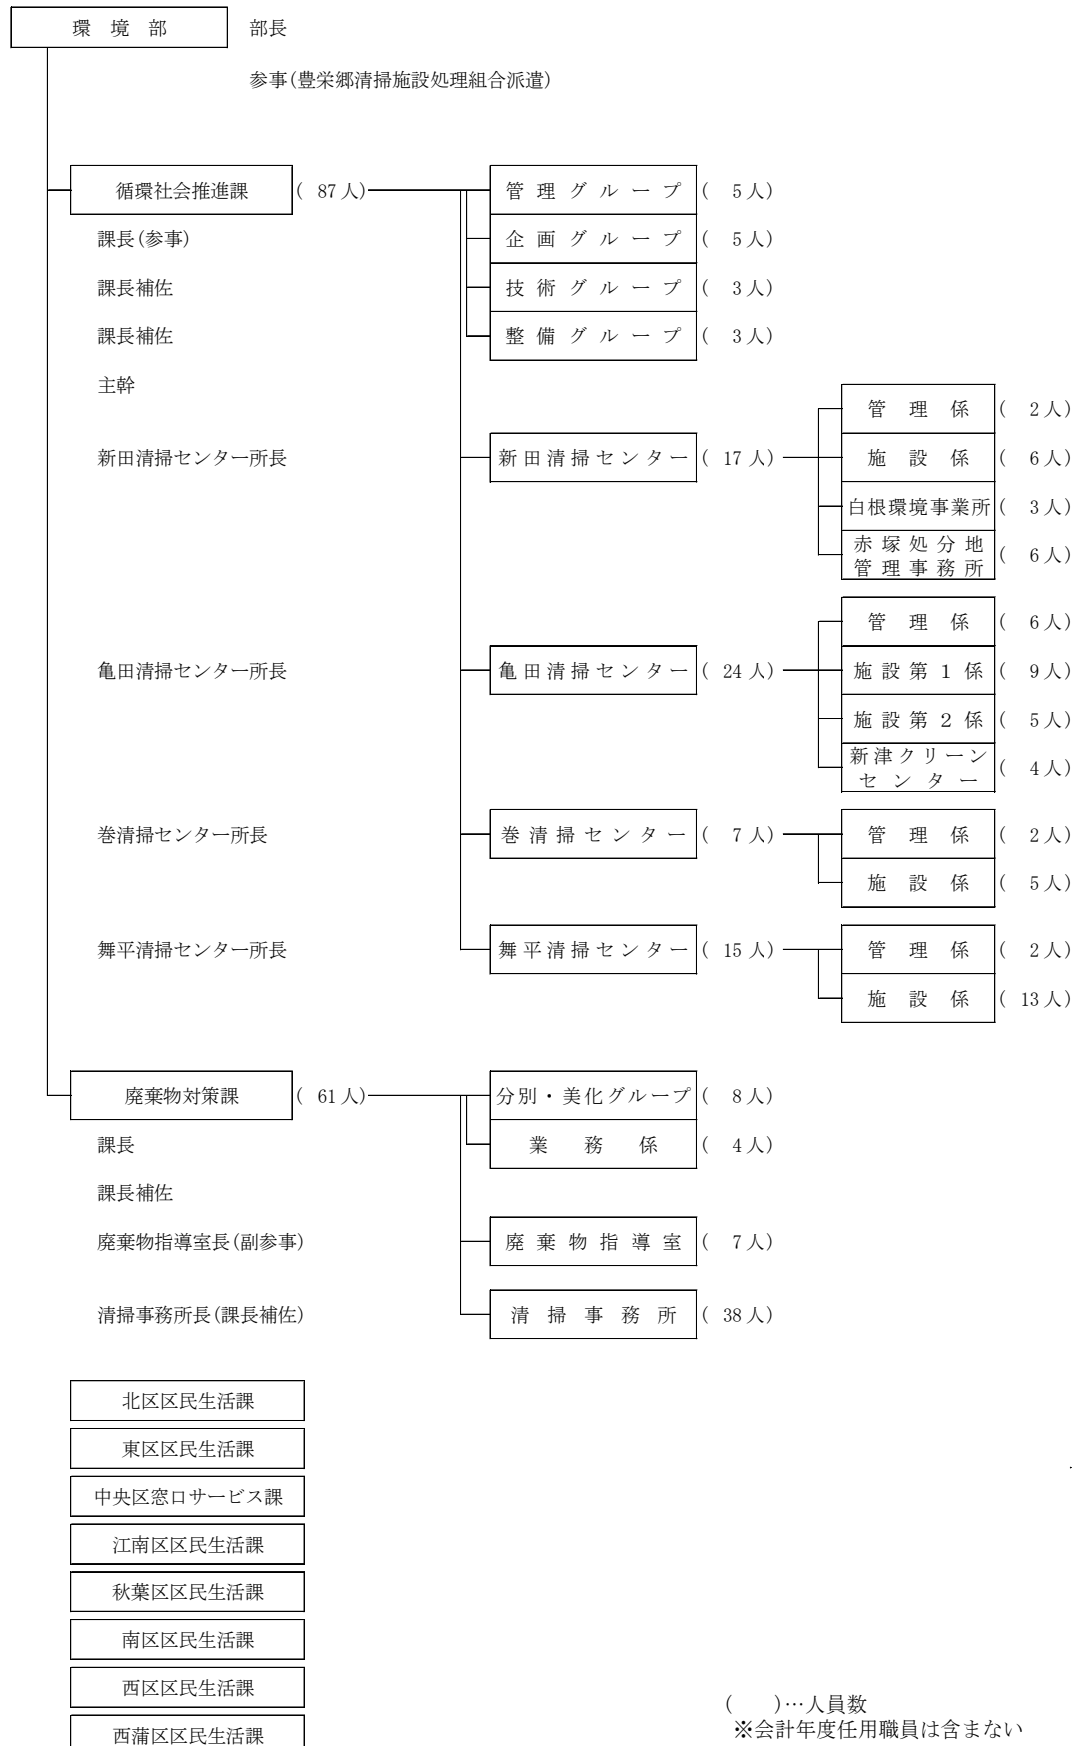 環境部 部長
参事(豊栄郷清掃施設処理組合派遣)
循環社会推進課 ( 87人) 管理グループ ( 5人)
課長(参事) 企画グループ ( 5人)
課長補佐 技術グループ ( 3人)
課長補佐 整備グループ ( 3人)
主幹
管理係 ( 2人)
新田清掃センター所長 新田清掃センター ( 17人) 施設係 ( 6人)
白根環境事業所 ( 3人)
赤塚処分地
管理事務所 ( 6人)
管理係 ( 6人)
亀田清掃センター所長 亀田清掃センター ( 24人) 施設第1係 ( 9人)
施設第2係 ( 5人)
新津クリーン
センター ( 4人)
巻清掃センター所長 巻清掃センター ( 7人) 管理係 ( 2人)
施設係 ( 5人)
舞平清掃センター所長 舞平清掃センター ( 15人) 管理係 ( 2人)
施設係 ( 13人)
廃棄物対策課 ( 61人) 分別・美化グループ ( 8人)
課長 業務係 ( 4人)
課長補佐
廃棄物指導室長(副参事) 廃棄物指導室 ( 7人)
清掃事務所長(課長補佐) 清掃事務所 ( 38人)
北区区民生活課
東区区民生活課
中央区窓口サービス課
江南区区民生活課
秋葉区区民生活課
南区区民生活課
西区区民生活課
西蒲区区民生活課
( )…人員数
※会計年度任用職員は含まない